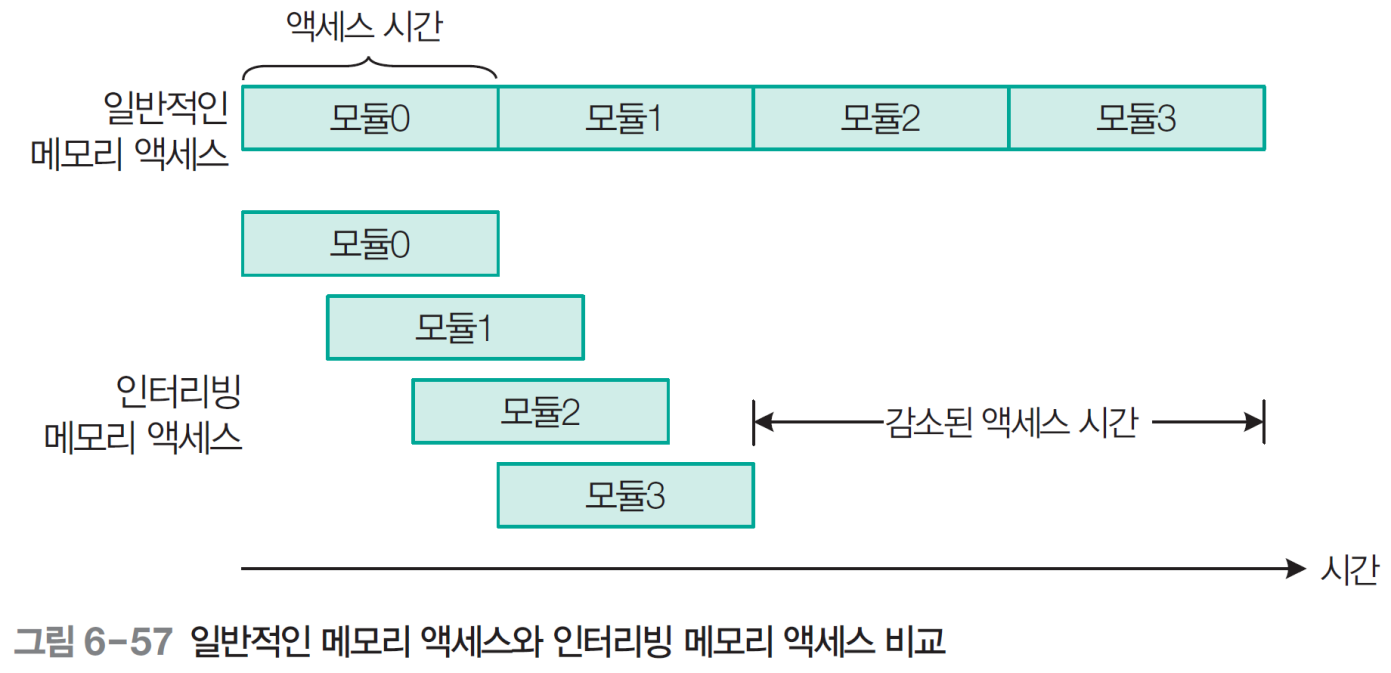 액세스 시간
일반적인
메모리 액세스
모듈0
모듈1
모듈2
모듈3
인터리빙
메모리 액세스
모듈0
모듈1
모듈2
모듈3
감소된 액세스 시간
시간
그림 6-57 일반적인 메모리 액세스와 인터리빙 메모리 액세스 비교